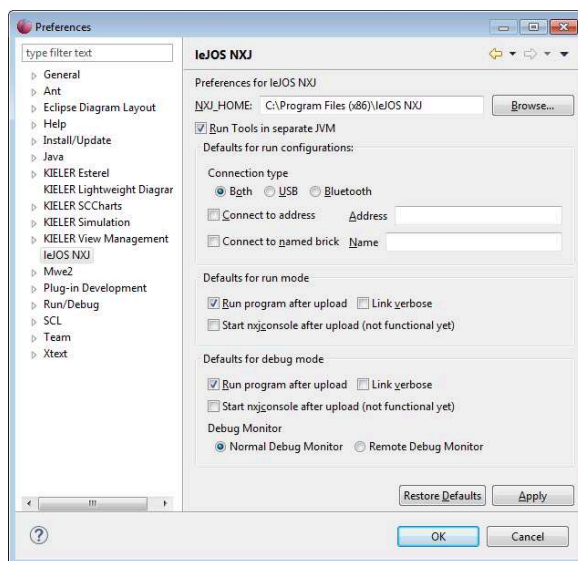 Preferences
type filter text
General
Ant
Eclipse Diagram Layout
Help
Install/Update
Java
KIELER Esterel
KIELER Lightweight Diagrar
KIELER SCCharts
KIELER Simulation
KIELER View Management
leJOS NXJ
Mwe2
Plug-in Development
Run/Debug
SCL
Team
Xtext
leJOS NXJ
Preferences for leJOS NXJ
NXJ_HOME: C:\Program Files (x86)\leJOS NXJ Browse...
Run Tools in separate JVM
Defaults for run configurations:
Connection type
Both USB Bluetooth
Connect to address Address
Connect to named brick Name
Defaults for run mode
Run program after upload Link verbose
Start nxjconsole after upload (not functional yet)
Defaults for debug mode
Run program after upload Link verbose
Start nxjconsole after upload (not functional yet)
Debug Monitor
Normal Debug Monitor Remote Debug Monitor
Restore Defaults Apply
? OK Cancel